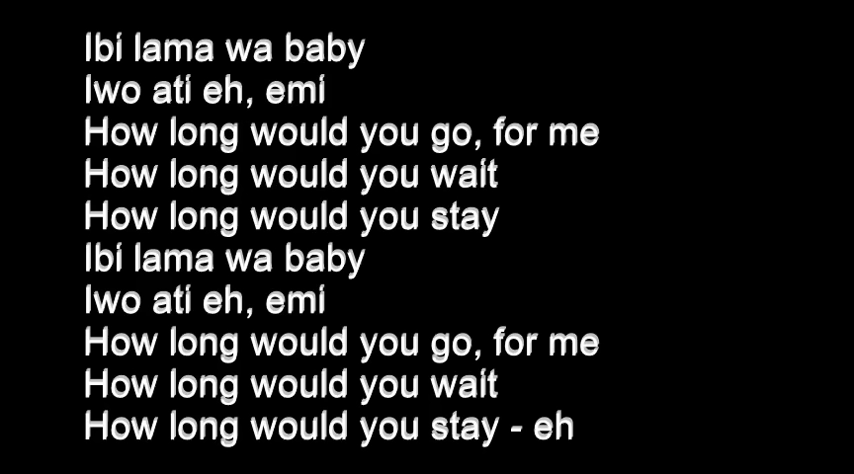 Ibi lama wa baby
Iwo ati eh, emi
How long would you go, for me
How long would you wait
How long would you stay
Ibi lama wa baby
Iwo ati eh, emi
How long would you go, for me
How long would you wait
How long would you stay - eh